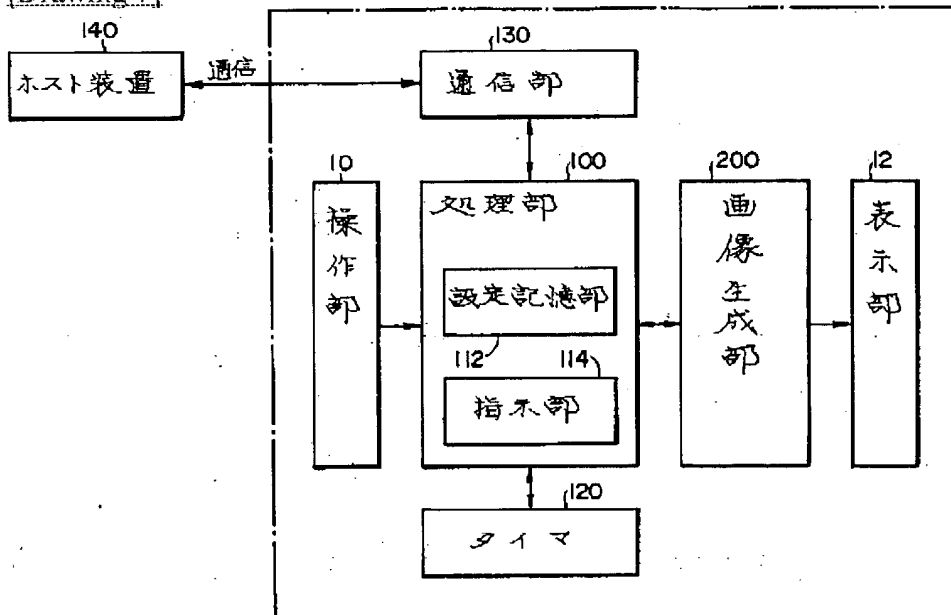 [Drawing 1]
140
ホスト装置
通信
130
通信部
10
操作部
100
処理部
設定記憶部
112
114
指示部
200
画像生成部
12
表示部
120
タイマ